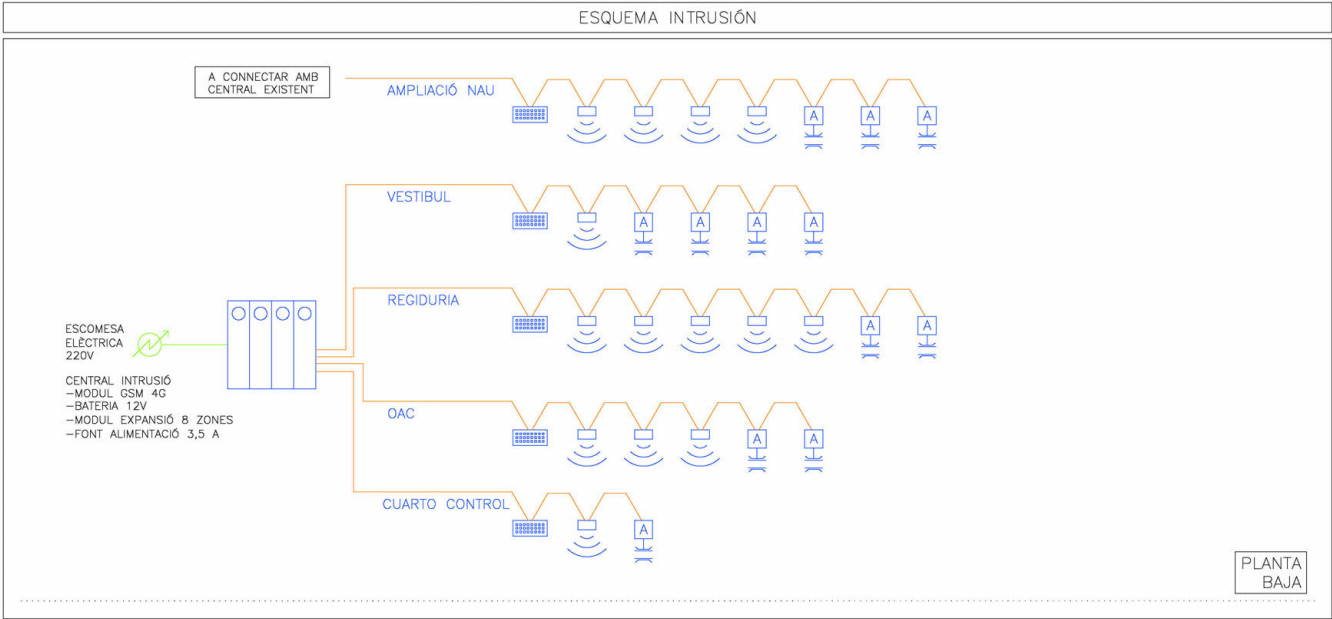 ESQUEMA INTRUSIÓN
A CONNECTAR AMB
CENTRAL EXISTENT
AMPLIACIÓ NAU
A A A
VESTIBUL
A A A A
REGIDURIA
A A
ESCOMESA
ELÈCTRICA
220V
CENTRAL INTRUSIÓ
-MODUL GSM 4G
-BATERIA 12V
-MODUL EXPANSIÓ 8 ZONES
-FONT ALIMENTACIÓ 3,5 A
OAC
A A
CUARTO CONTROL
A
PLANTA
BAJA